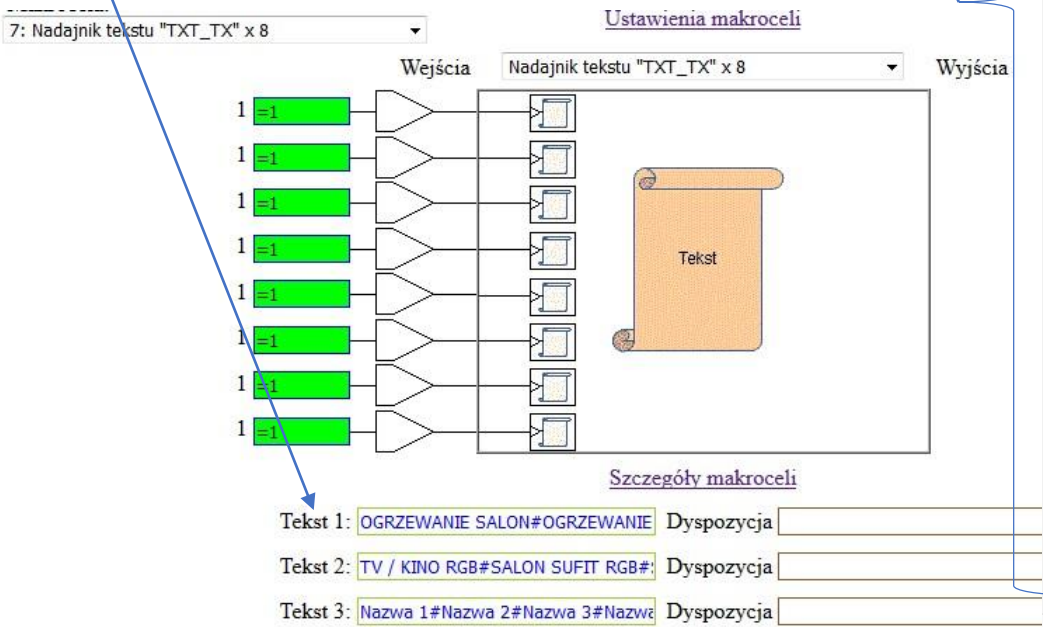 7: Nadajnik tekstu "TXT_TX" x 8
Ustawienia makroceli
Wejścia Nadajnik tekstu "TXT_TX" x 8 Wyjścia
1 =1
1 =1
1 =1
1 =1
1 =1
1 =1
1 =1
1 =1
Tekst
Szczegóły makroceli
Tekst 1: OGRZEWANIE SALON#OGRZEWANIE Dyspozycja
Tekst 2: TV / KINO RGB#SALON SUFIT RGB# Dyspozycja
Tekst 3: Nazwa 1#Nazwa 2#Nazwa 3#Nazwa Dyspozycja